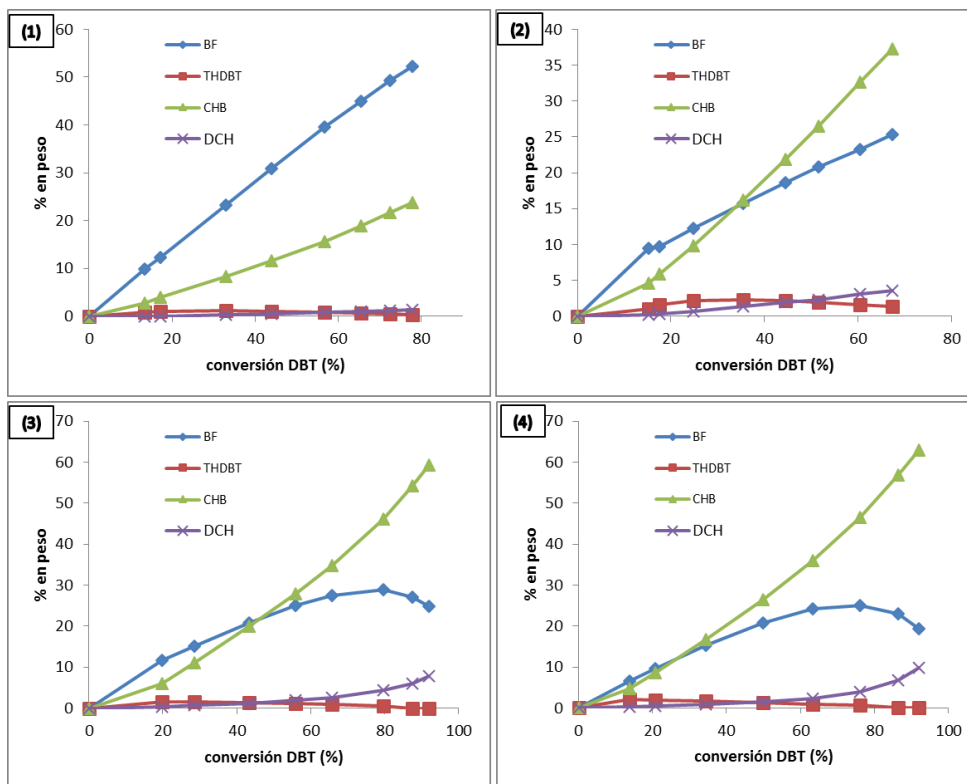 (1)
60
50
40
30
20
10
0
% en peso
BF
THDBT
CHB
DCH
0 20 40 60 80
conversión DBT (%)
(2)
40
35
30
25
20
15
10
5
0
% en peso
BF
THDBT
CHB
DCH
0 20 40 60 80
conversión DBT (%)
(3)
70
60
50
40
30
20
10
0
% en peso
BF
THDBT
CHB
DCH
0 20 40 60 80 100
conversión DBT (%)
(4)
70
60
50
40
30
20
10
0
% en peso
BF
THDBT
CHB
DCH
0 20 40 60 80 100
conversión DBT (%)